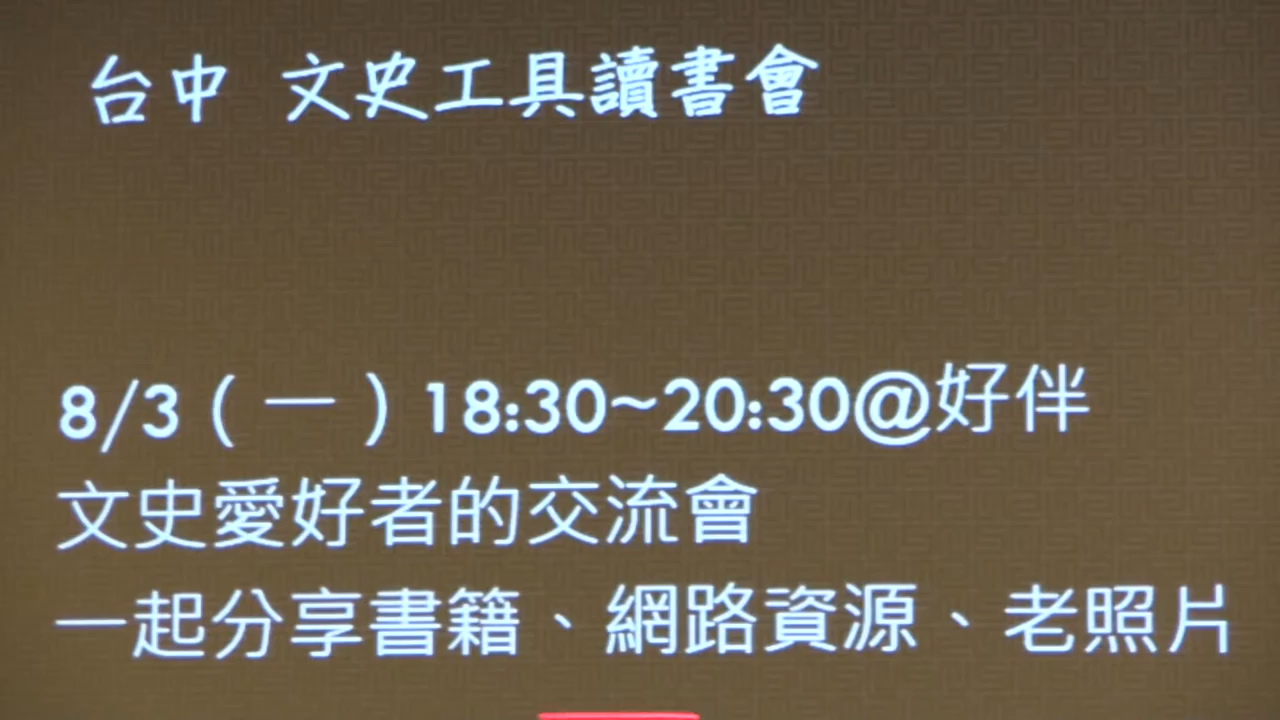 台中 文史工具讀書會
8/3（一）18:30~20:30@好伴
文史愛好者的交流會
一起分享書籍、網路資源、老照片